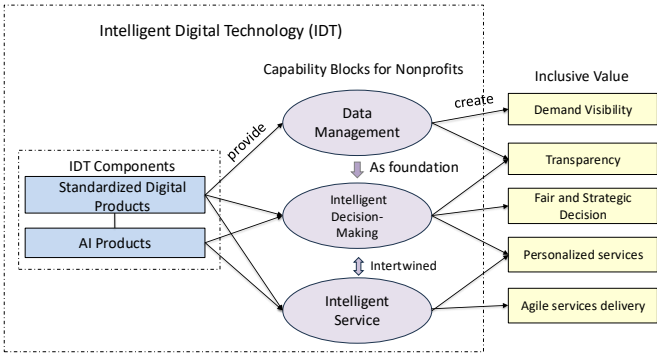 Intelligent Digital Technology (IDT)
Capability Blocks for Nonprofits
Inclusive Value
IDT Components
Standardized Digital
Products
AI Products
provide
Data
Management
As foundation
Intelligent
Decision-
Making
Intertwined
Intelligent
Service
create
Demand Visibility
Transparency
Fair and Strategic
Decision
Personalized services
Agile services delivery